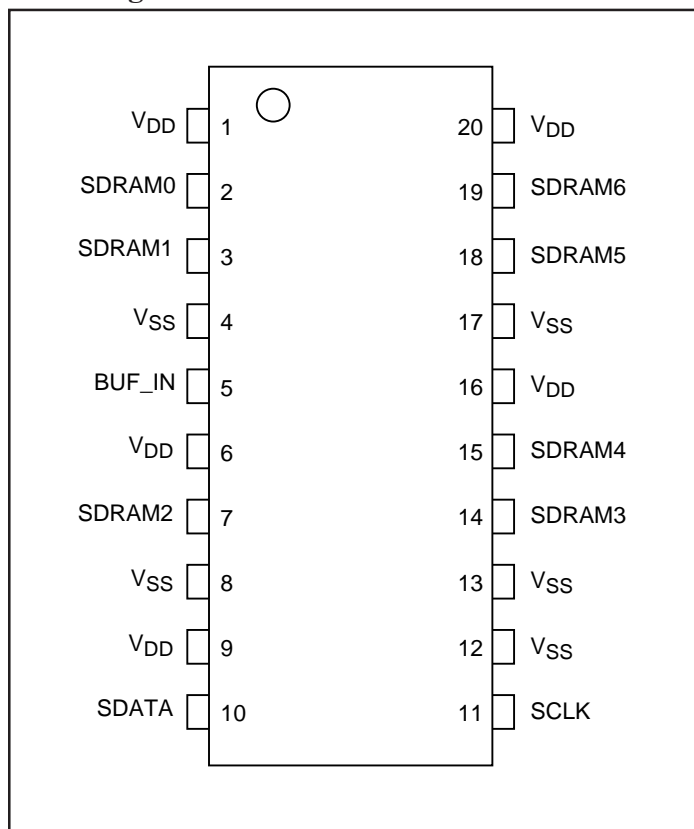 VDD 1 20 VDD
SDRAM0 2 19 SDRAM6
SDRAM1 3 18 SDRAM5
VSS 4 17 VSS
BUF_IN 5 16 VDD
VDD 6 15 SDRAM4
SDRAM2 7 14 SDRAM3
VSS 8 13 VSS
VDD 9 12 VSS
SDATA 10 11 SCLK